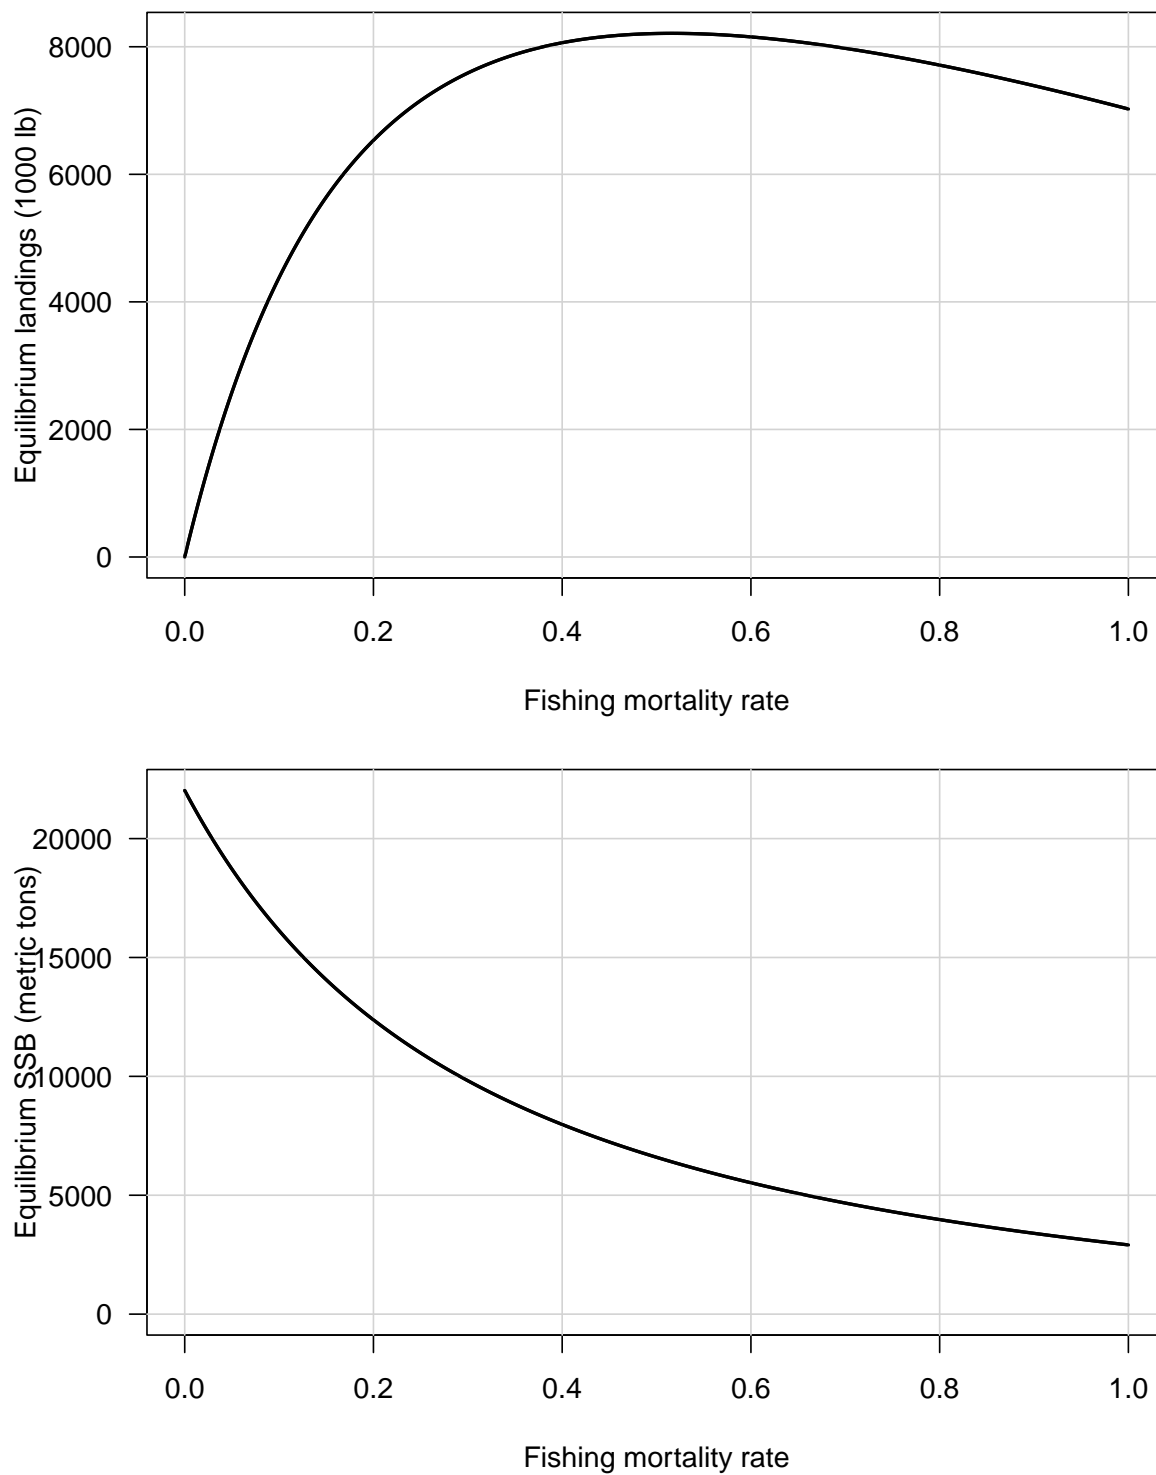 Equilibrium landings (1000 lb)
8000
6000
4000
2000
0
0.0 0.2 0.4 0.6 0.8 1.0
Fishing mortality rate
Equilibrium SSB (metric tons)
20000
15000
10000
5000
0
0.0 0.2 0.4 0.6 0.8 1.0
Fishing mortality rate